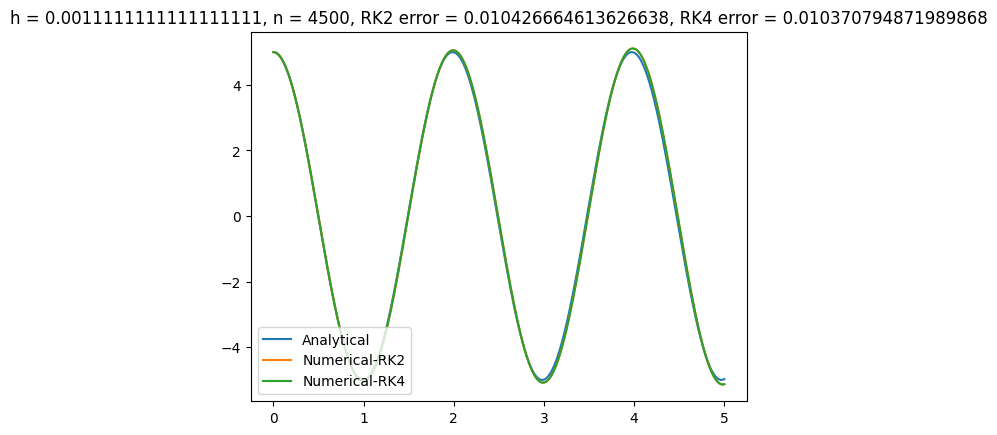 h = 0.0011111111111111111, n = 4500, RK2 error = 0.010426664613626638, RK4 error = 0.010370794871989868
4
2
0
−2
−4
Analytical
Numerical-RK2
Numerical-RK4
0 1 2 3 4 5